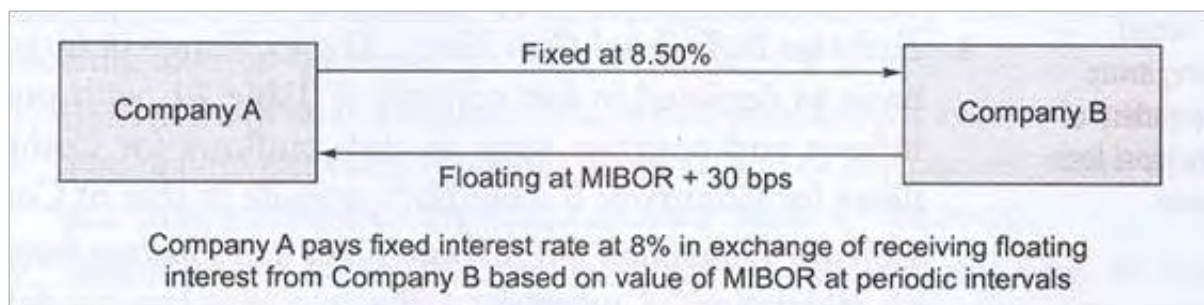 Fixed at 8.50%
Company A
Company B
Floating at MIBOR + 30 bps
Company A pays fixed interest rate at 8% in exchange of receiving floating
interest from Company B based on value of MIBOR at periodic intervals